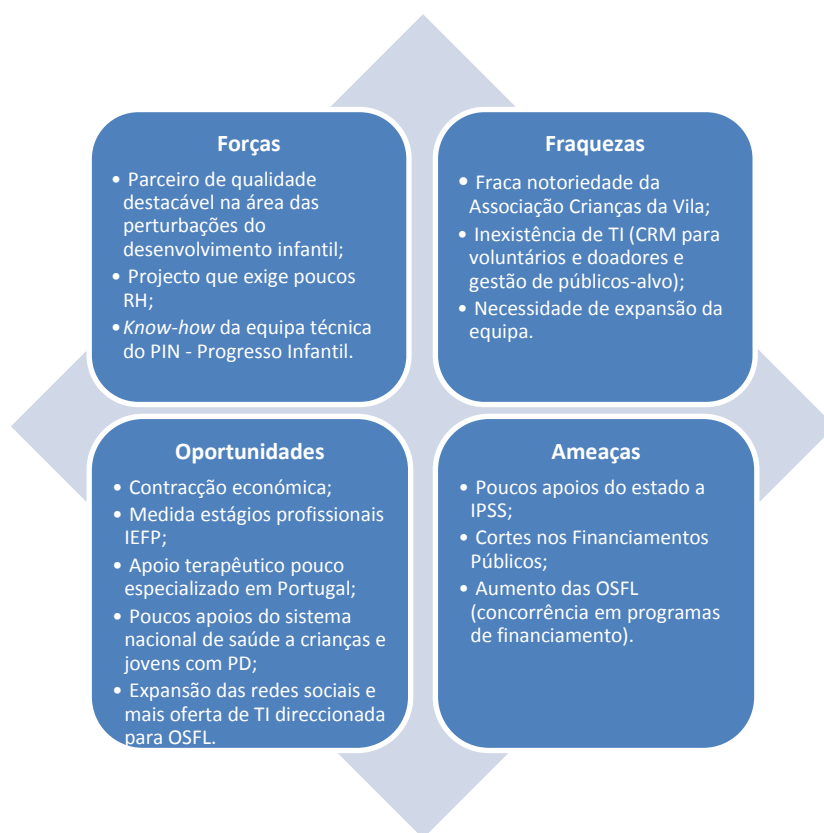 Forças
• Parceiro de qualidade
destacável na área das
perturbações do
desenvolvimento infantil;
• Projecto que exige poucos
RH;
•Know-how da equipa técnica
do PIN - Progresso Infantil.
Fraquezas
• Fraca notoriedade da
Associação Crianças da Vila;
• Inexistência de TI (CRM para
voluntários e doadores e
gestão de públicos-alvo);
• Necessidade de expansão da
equipa.
Oportunidades
• Contracção económica;
• Medida estágios profissionais
IEFP;
• Apoio terapêutico pouco
especializado em Portugal;
• Poucos apoios do sistema
nacional de saúde a crianças e
jovens com PD;
• Expansão das redes sociais e
mais oferta de TI direccionada
para OSFL.
Ameaças
• Poucos apoios do estado a
IPSS;
• Cortes nos Financiamentos
Públicos;
• Aumento das OSFL
(concorrência em programas
de financiamento).